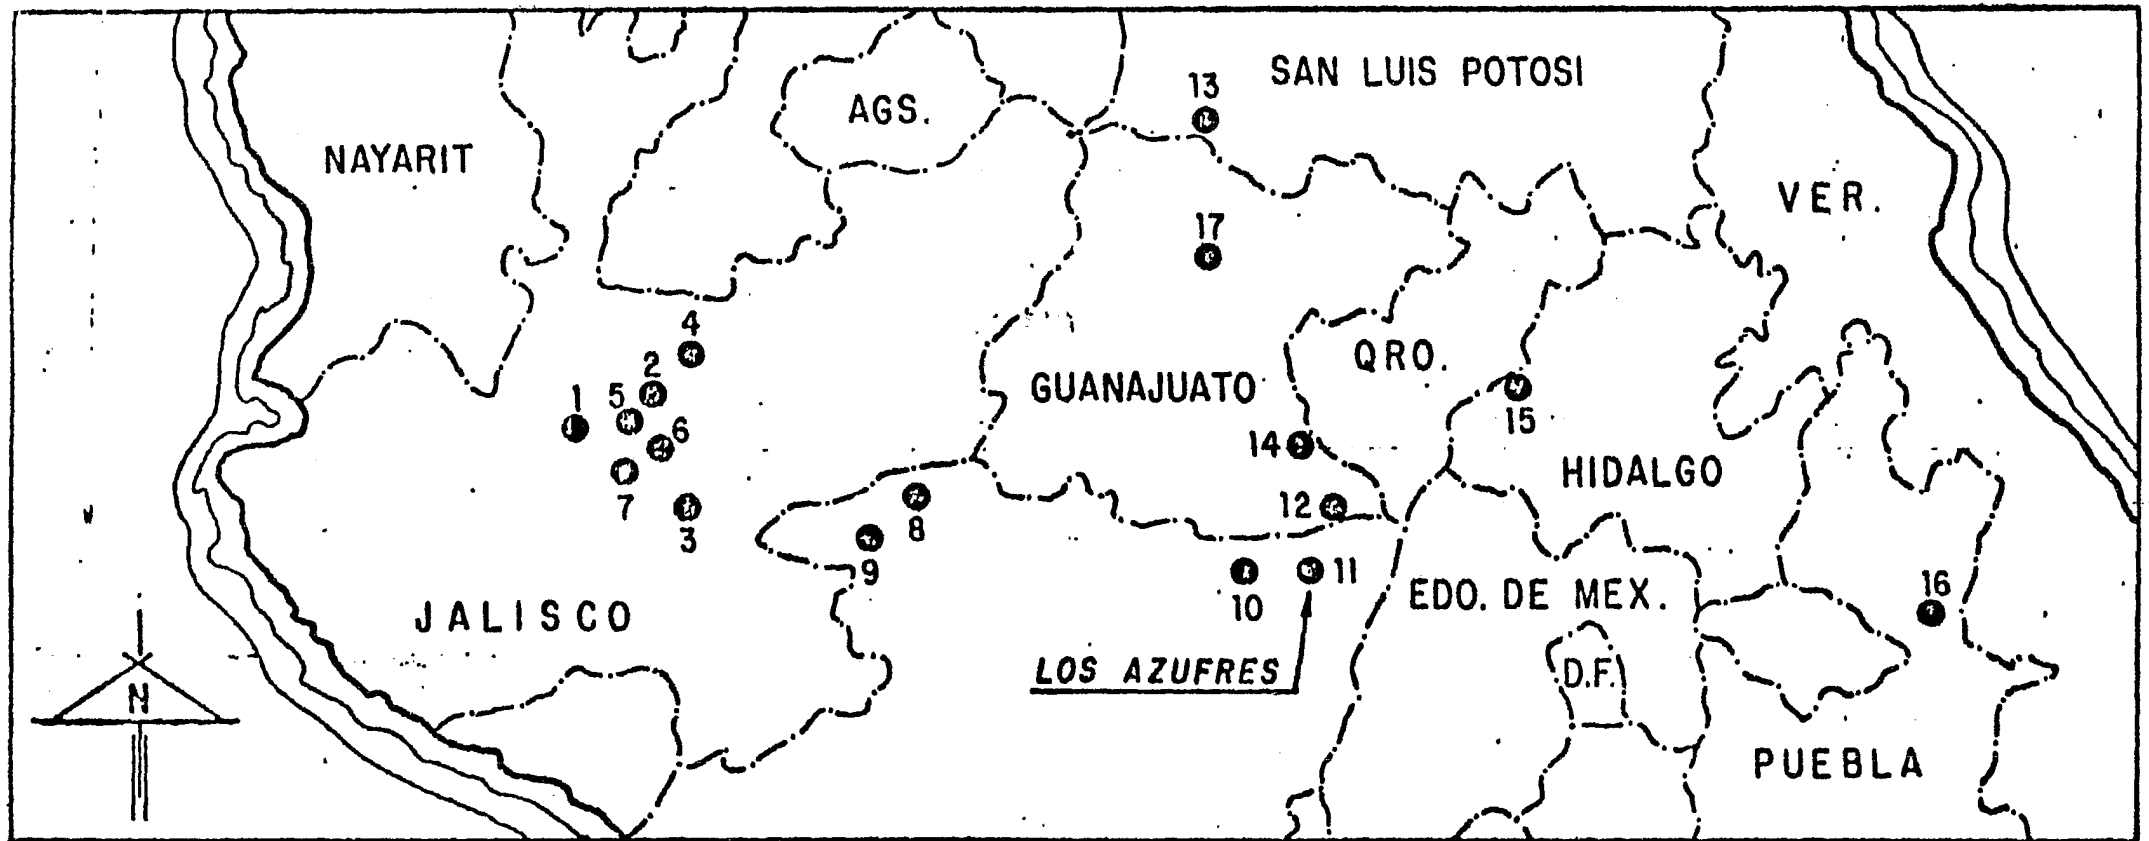 SAN LUIS POTOSI
13
AGS.
NAYARIT
VER.
17
4
2
QRO.
1
5
GUANAJUATO
6
15
14
HIDALGO
7
12
8
3
9
11
10
EDO. DE MEX.
16
JALISCO
LOS AZUFRES
D.F.
N
PUEBLA